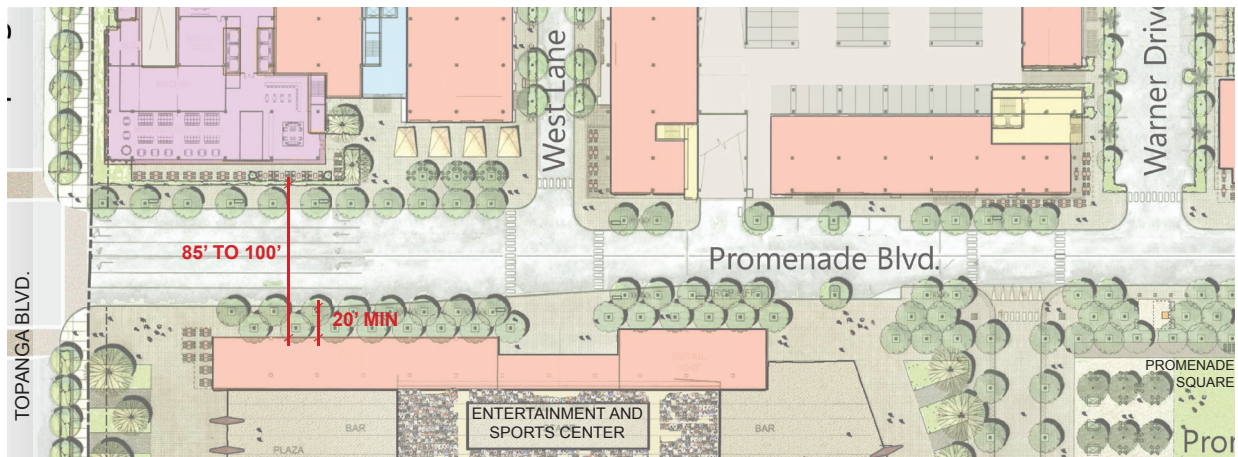 West Lane
Warner Drive
TOPANGA BLVD.
85' TO 100'
Promenade Blvd.
20' MIN
RETAIL
PROMENADE
SQUARE
ENTERTAINMENT AND
SPORTS CENTER
BAR
BAR
PLAZA